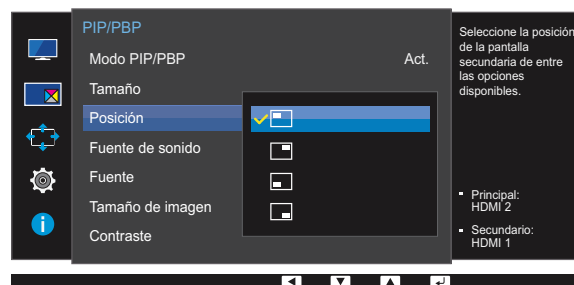 PIP/PBP
Modo PIP/PBP Act.
Tamaño
Posición
Fuente de sonido
Fuente
Tamaño de imagen
Contraste
Seleccione la posición
de la pantalla
secundaria de entre
las opciones
disponibles.
Principal:
HDMI 2
Secundario:
HDMI 1